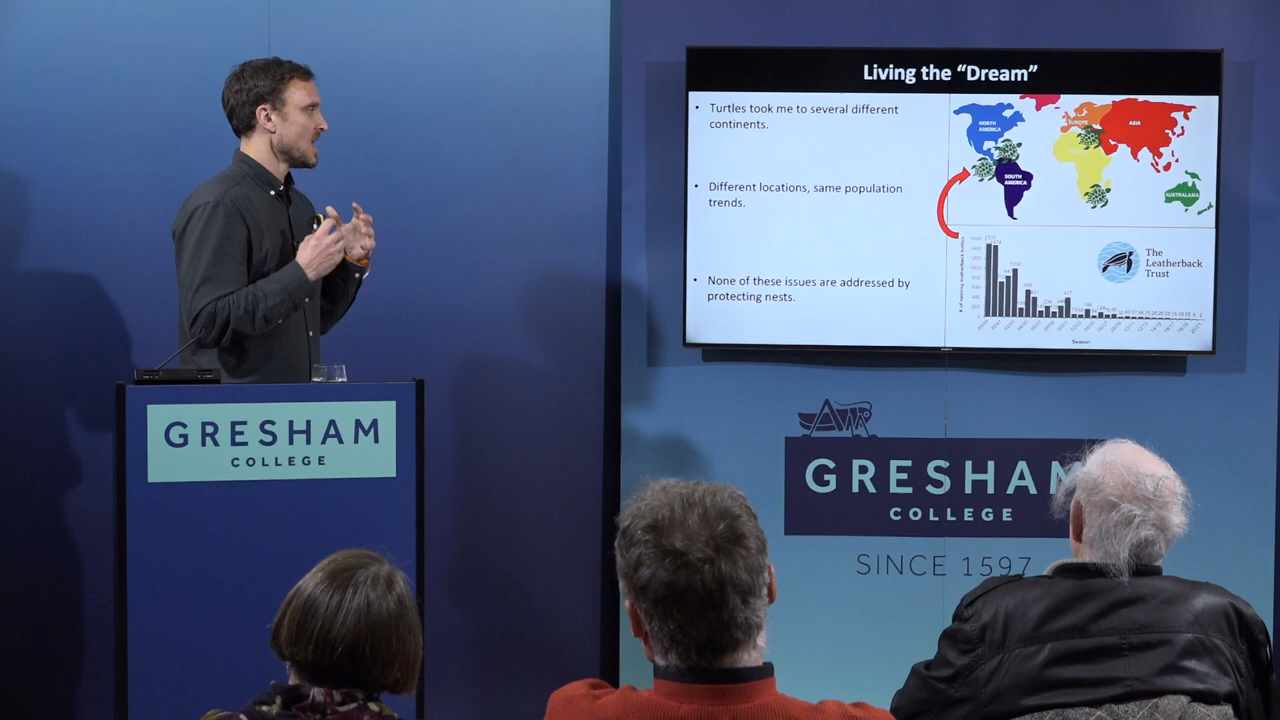 Living the “Dream”
• Turtles took me to several different
continents.
• Different locations, same population
trends.
• None of these issues are addressed by
protecting nests.
NORTH
AMERICA
EUROPE
ASIA
SOUTH
AMERICA
AUSTRALASIA
The
Leatherback
Trust
Season
GRESHAM
COLLEGE
GRESHAM
COLLEGE
SINCE 1597